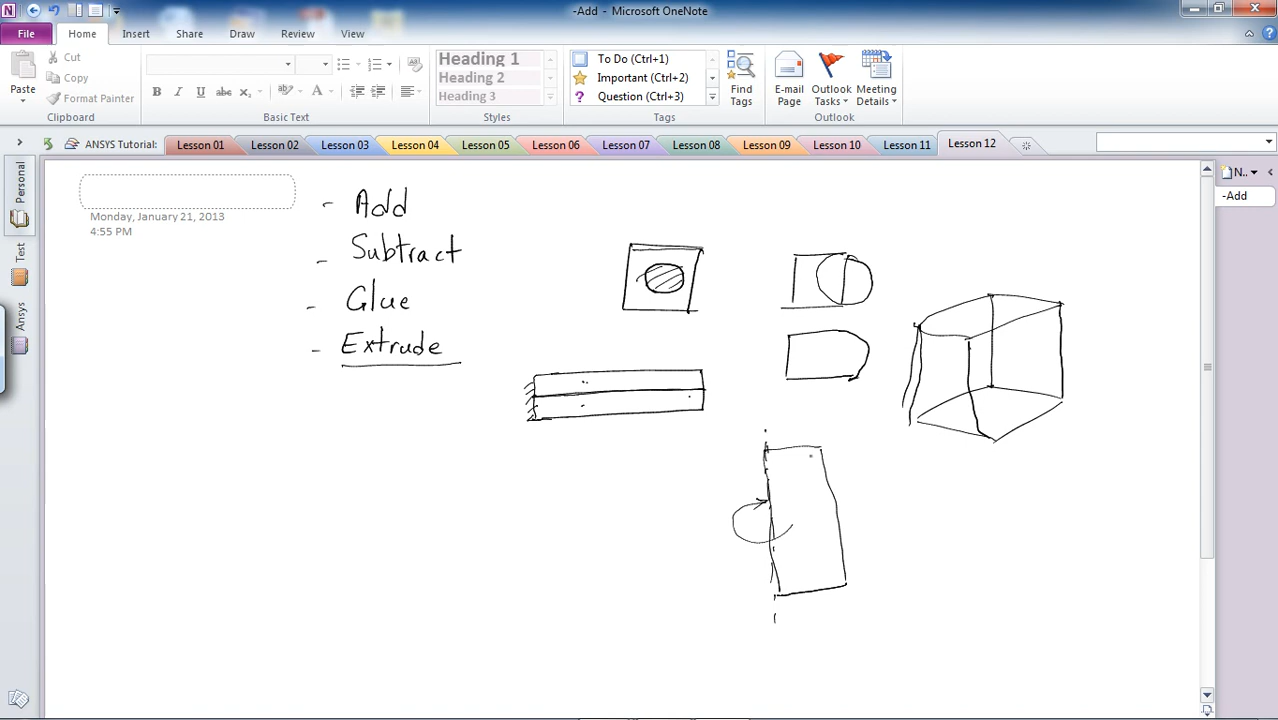 -Add - Microsoft OneNote
File Home Insert Share Draw Review View
Paste
Cut
Copy
Format Painter
Clipboard
B I U abc x₂ A
Basic Text
Heading 1
Heading 2
Heading 3
Styles
To Do (Ctrl+1)
Important (Ctrl+2)
Question (Ctrl+3)
Find Tags
Tags
E-mail Page
Outlook Tasks
Meeting Details
Outlook
ANSYS Tutorial: Lesson 01 Lesson 02 Lesson 03 Lesson 04 Lesson 05 Lesson 06 Lesson 07 Lesson 08 Lesson 09 Lesson 10 Lesson 11 Lesson 12
Personal
Test
Ansys
N..
-Add
Monday, January 21, 2013
4:55 PM
- Add
- Subtract
- Glue
- Extrude